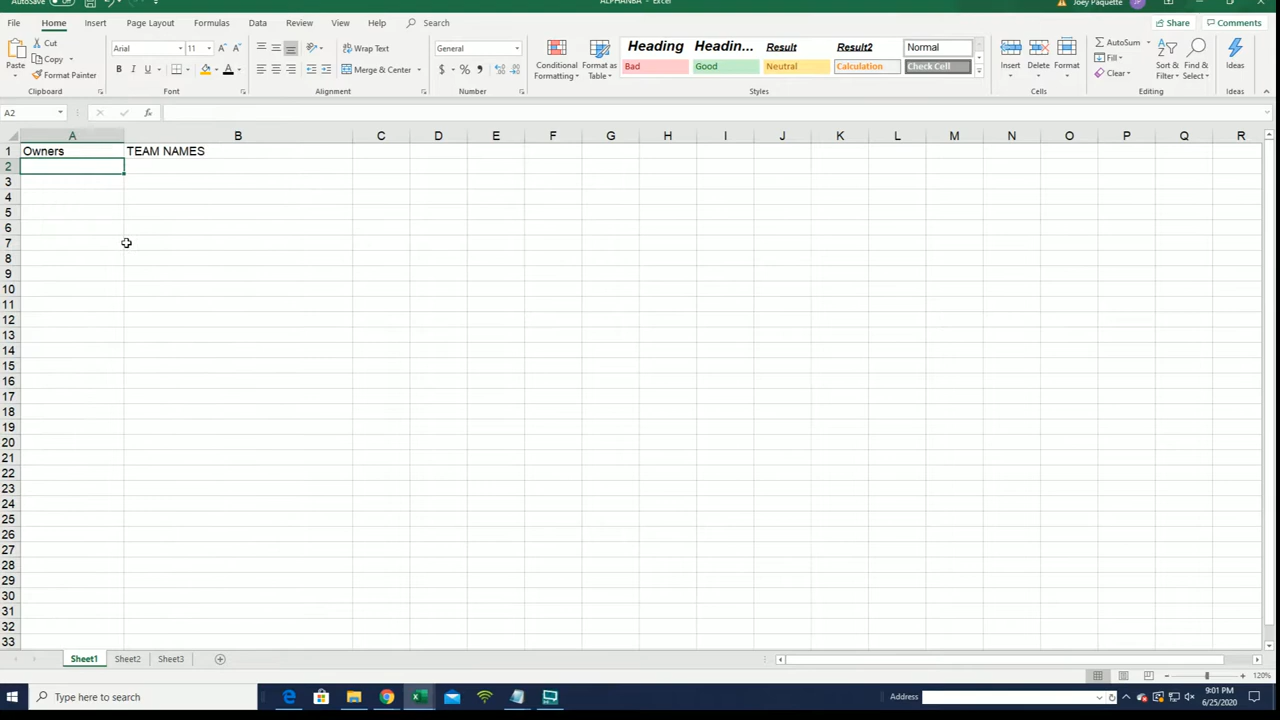 AutoSave ALPHANBA - Excel Joey Paquette JP
File Home Insert Page Layout Formulas Data Review View Help Search Share Comments
Paste Cut Copy Format Painter Clipboard
Arial 11 B I U Font
Wrap Text Merge & Center Alignment
General $ % Number
Conditional Formatting Format as Table
Heading Headin... Result Result2 Normal
Bad Good Neutral Calculation Check Cell
Styles
Insert Delete Format Cells
AutoSum Fill Clear Sort & Filter Find & Select Editing
Ideas Ideas
A2 fx
A B C D E F G H I J K L M N O P Q R
1 Owners TEAM NAMES
2
3
4
5
6
7
8
9
10
11
12
13
14
15
16
17
18
19
20
21
22
23
24
25
26
27
28
29
30
31
32
33
Sheet1 Sheet2 Sheet3
120%
Type here to search Address 9:01 PM
6/25/2020